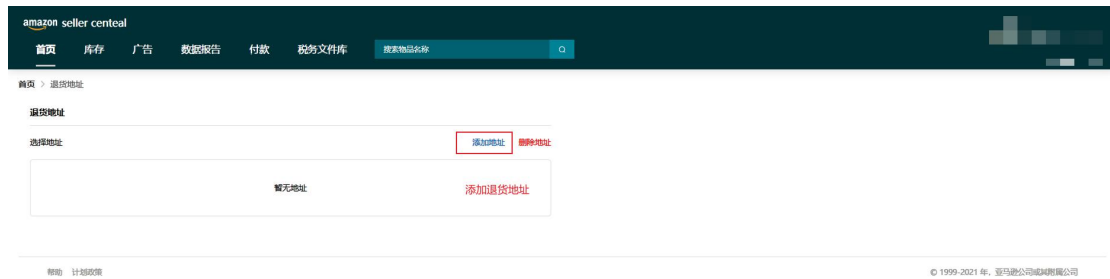 amazon seller centeal
首页 库存 广告 数据报告 付款 税务文件库 搜索物品名称
首页 > 退货地址
退货地址
选择地址 添加地址 删除地址
暂无地址 添加退货地址
帮助 计划政策 © 1999-2021 年, 亚马逊公司或其附属公司